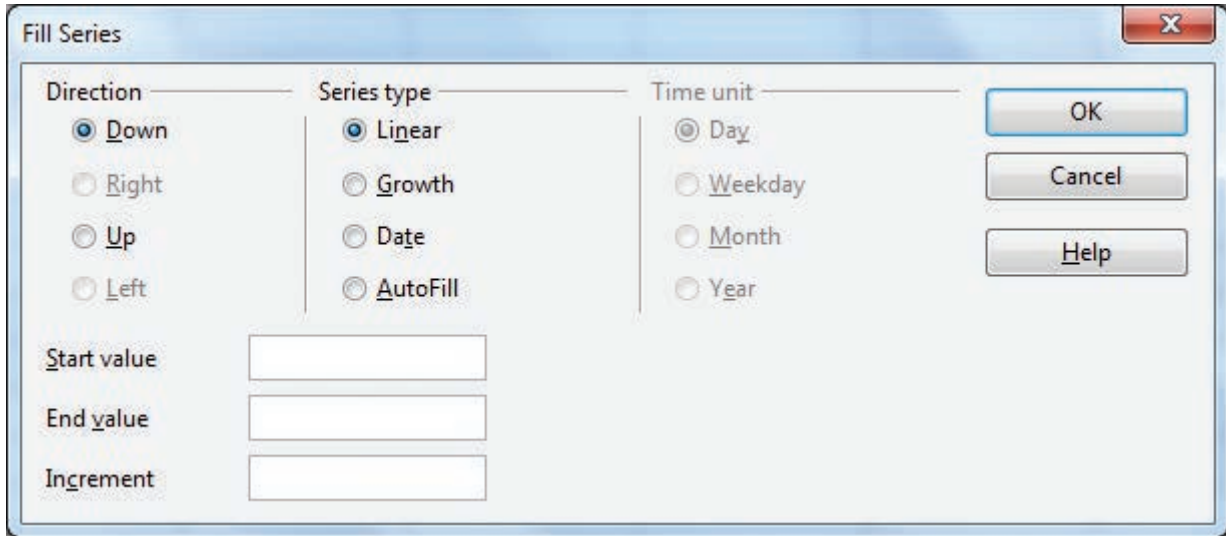 Fill Series
Direction
Down
Right
Up
Left
Series type
Linear
Growth
Date
AutoFill
Time unit
Day
Weekday
Month
Year
OK
Cancel
Help
Start value
End value
Increment